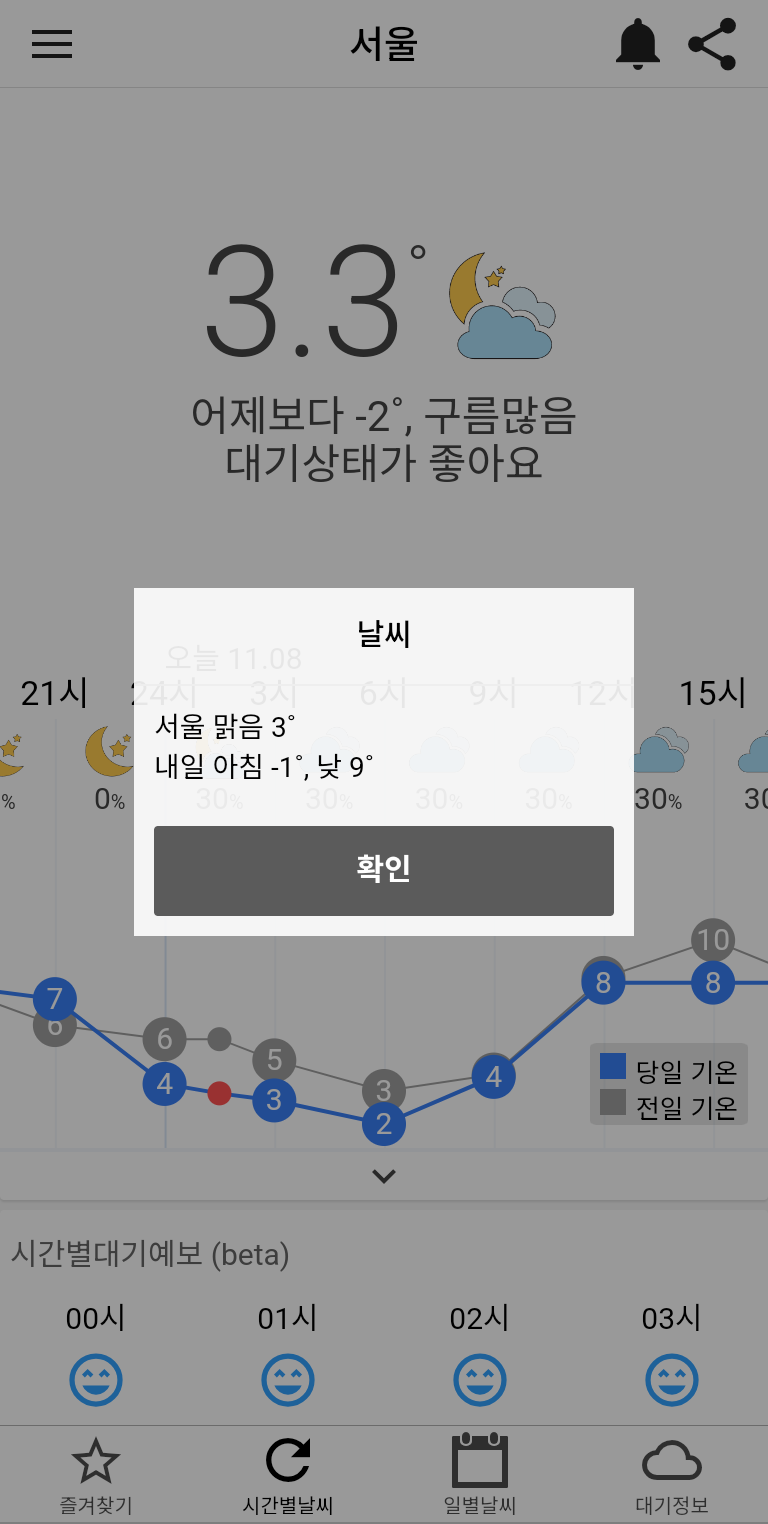 서울
3.3°
어제보다 -2°, 구름많음
대기상태가 좋아요
날씨
오늘 11.08
21시 24시 3시 6시 9시 12시 15시
서울 맑음 3°
내일 아침 -1°, 낮 9°
% 0% 30% 30% 30% 30% 30% 30
확인
10
7 8 8
6 6
5
4 4
3 3
2
당일 기온
전일 기온
시간별대기예보 (beta)
00시 01시 02시 03시
즐겨찾기 시간별날씨 일별날씨 대기정보